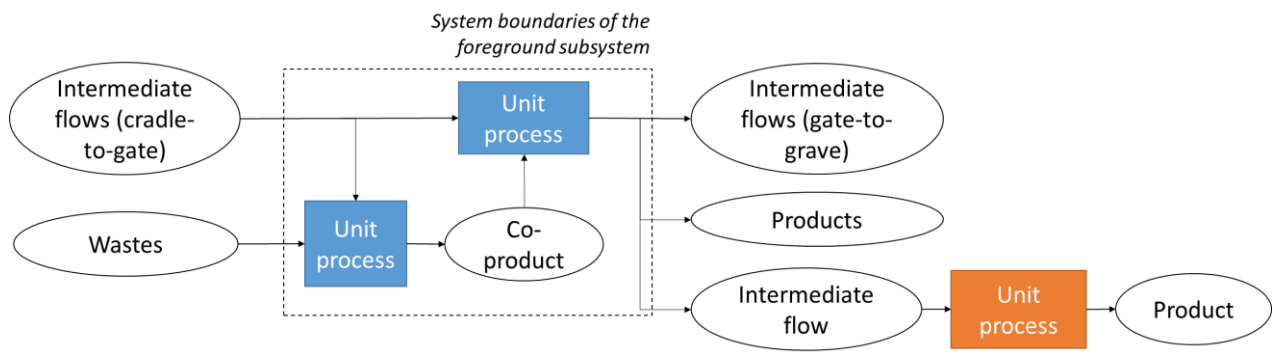 System boundaries of the
foreground subsystem
Intermediate
flows (cradle-
to-gate)
Unit
process
Intermediate
flows (gate-to-
grave)
Wastes
Unit
process
Co-
product
Products
Intermediate
flow
Unit
process
Product